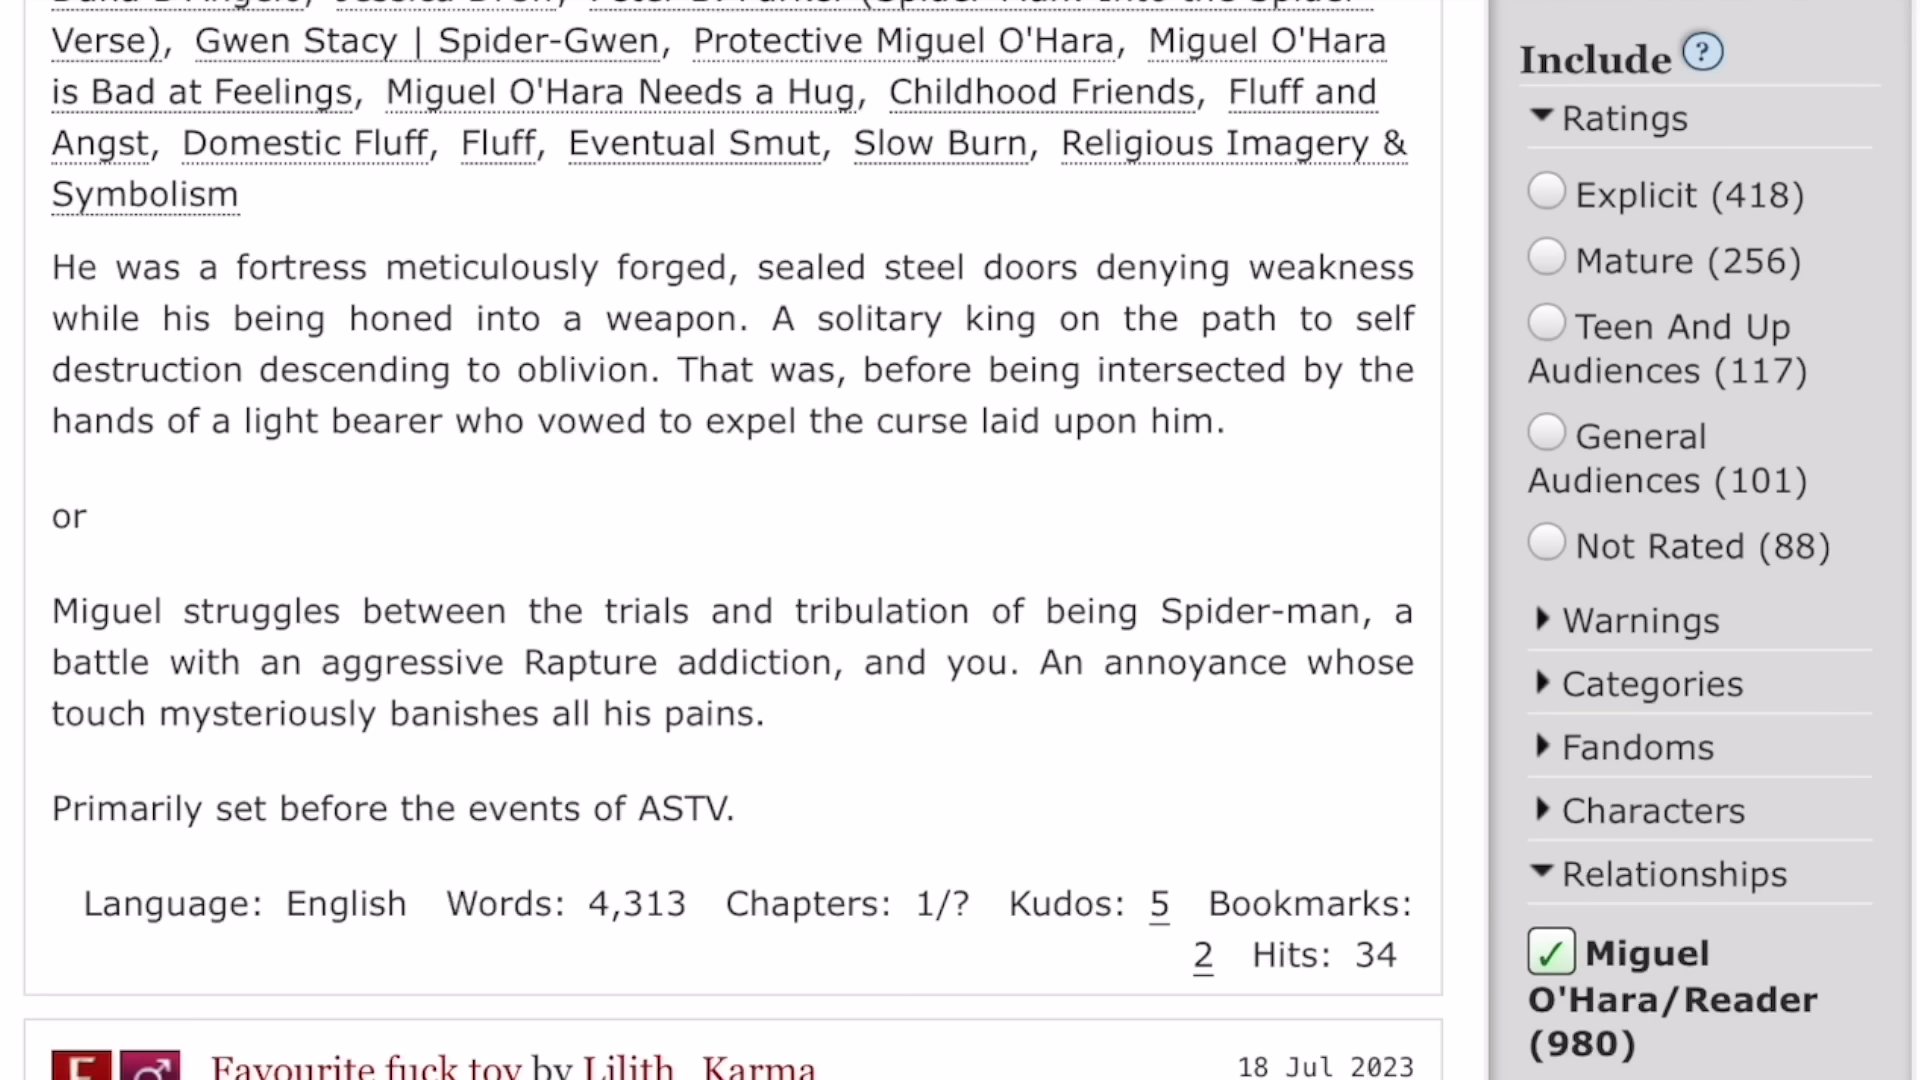 Verse), Gwen Stacy | Spider-Gwen, Protective Miguel O'Hara, Miguel O'Hara
is Bad at Feelings, Miguel O'Hara Needs a Hug, Childhood Friends, Fluff and
Angst, Domestic Fluff, Fluff, Eventual Smut, Slow Burn, Religious Imagery &
Symbolism
He was a fortress meticulously forged, sealed steel doors denying weakness
while his being honed into a weapon. A solitary king on the path to self
destruction descending to oblivion. That was, before being intersected by the
hands of a light bearer who vowed to expel the curse laid upon him.
or
Miguel struggles between the trials and tribulation of being Spider-man, a
battle with an aggressive Rapture addiction, and you. An annoyance whose
touch mysteriously banishes all his pains.
Primarily set before the events of ASTV.
Language: English Words: 4,313 Chapters: 1/? Kudos: 5 Bookmarks:
2 Hits: 34
Favourite fuck toy by Lilith_Karma
18 Jul 2023
Include ?
Ratings
Explicit (418)
Mature (256)
Teen And Up
Audiences (117)
General
Audiences (101)
Not Rated (88)
Warnings
Categories
Fandoms
Characters
Relationships
Miguel
O'Hara/Reader
(980)